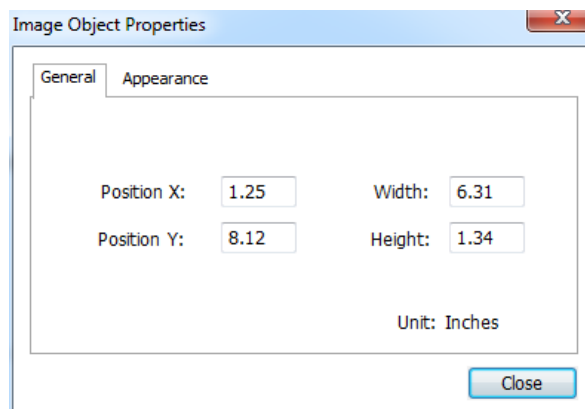 Image Object Properties
General Appearance
Position X: 1.25 Width: 6.31
Position Y: 8.12 Height: 1.34
Unit: Inches
Close